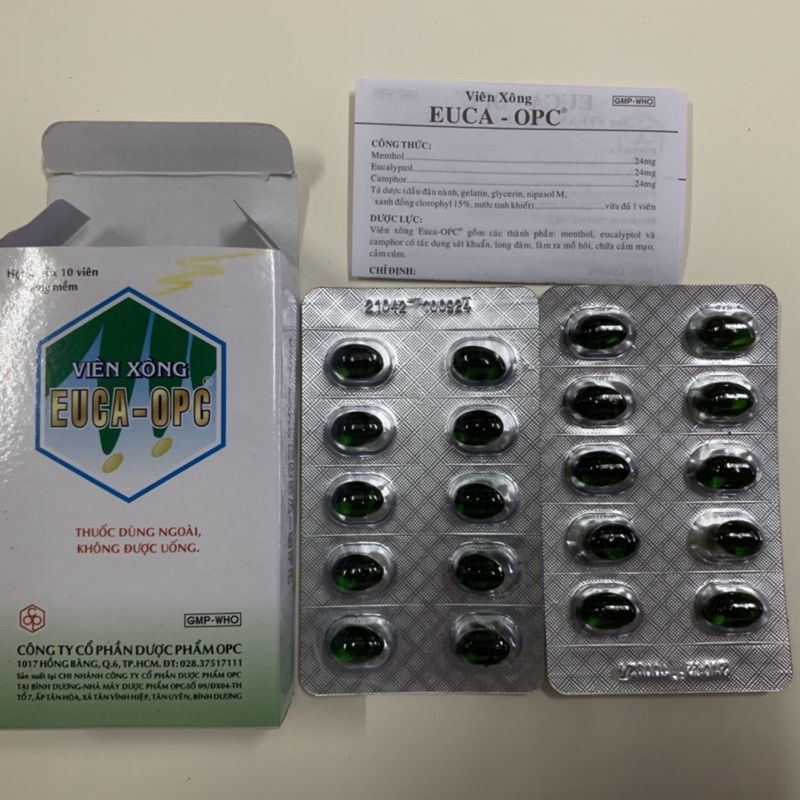 Viên Xông
GMP-WHO
EUCA - OPC®
CÔNG THỨC:
Menthol 24mg
Eucalyptol 24mg
Camphor 24mg
Tá dược (dầu đậu nành, gelatin, glycerin, nipasol M,
xanh đồng clorophyl 15%, nước tinh khiết) vừa đủ 1 viên
DƯỢC LỰC:
Viên xông Euca-OPC® gồm các thành phần: menthol, eucalyptol và
camphor có tác dụng sát khuẩn, long đàm, làm ra mồ hôi, chữa cảm mạo,
cảm cúm.
CHỈ ĐỊNH:
x 10 viên
mềm
VIÊN XÔNG
EUCA-OPC®
THUỐC DÙNG NGOÀI,
KHÔNG ĐƯỢC UỐNG.
GMP-WHO
CÔNG TY CỔ PHẦN DƯỢC PHẨM OPC
1017 HỒNG BÀNG, Q.6, TP.HCM. ĐT: 028.37517111
Sản xuất tại CHI NHÁNH CÔNG TY CỔ PHẦN DƯỢC PHẨM OPC
TẠI BÌNH DƯƠNG-NHÀ MÁY DƯỢC PHẨM OPC-SỐ 09/ĐX04-TH
TỔ 7, ẤP TÂN HÓA, XÃ TÂN VĨNH HIỆP, TÂN UYÊN, BÌNH DƯƠNG
21042 100924